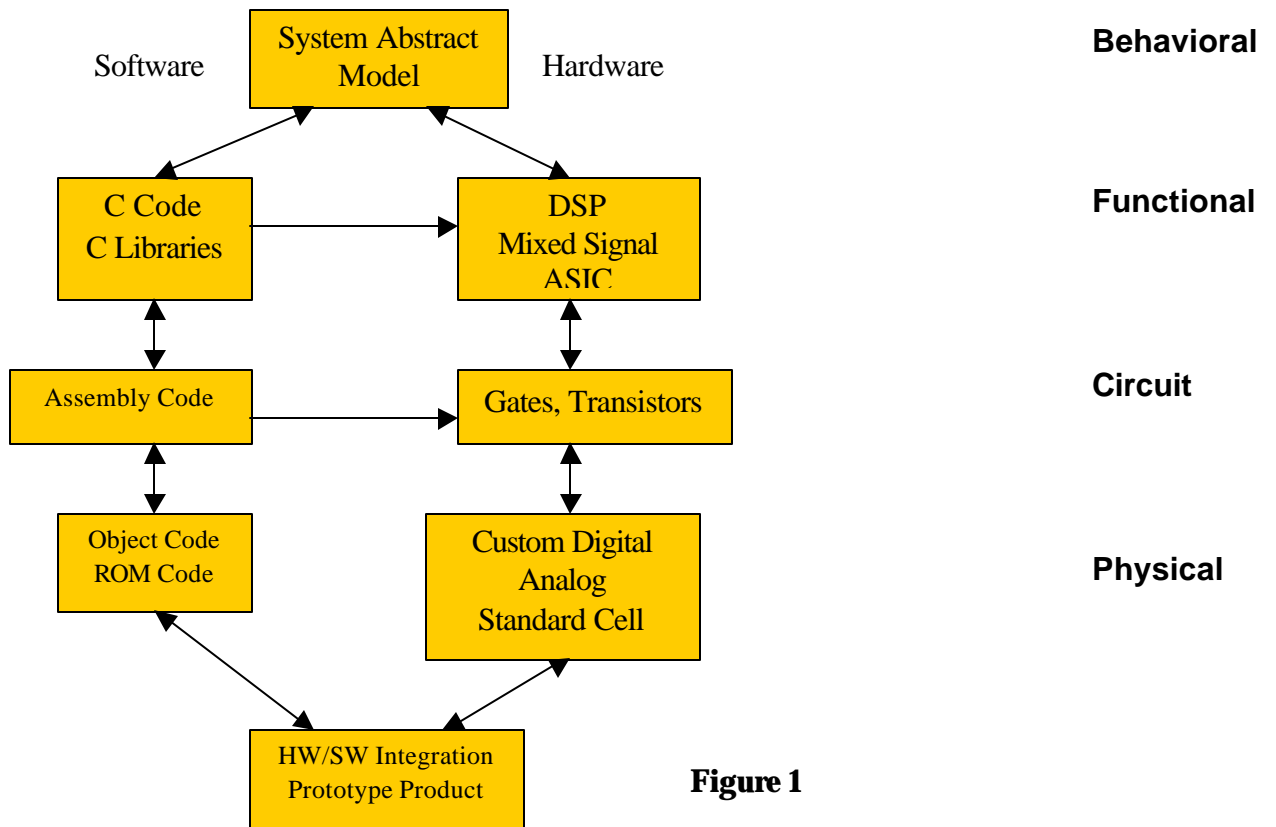 System Abstract
Model
Software
Hardware
Behavioral
C Code
C Libraries
DSP
Mixed Signal
ASIC
Functional
Assembly Code
Gates, Transistors
Circuit
Object Code
ROM Code
Custom Digital
Analog
Standard Cell
Physical
HW/SW Integration
Prototype Product
Figure 1